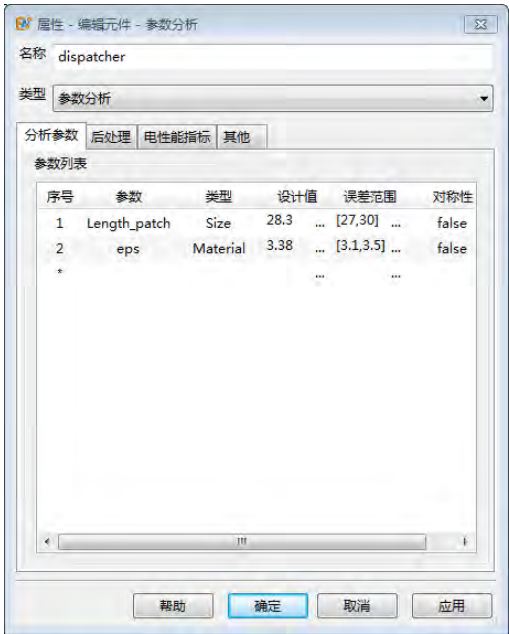 属性 - 编辑元件 - 参数分析
名称 dispatcher
类型 参数分析
分析参数 后处理 电性能指标 其他
参数列表
序号 参数 类型 设计值 误差范围 对称性
1 Length_patch Size 28.3 ... [27,30] ... false
2 eps Material 3.38 ... [3.1,3.5] ... false
* ... ...
帮助 确定 取消 应用